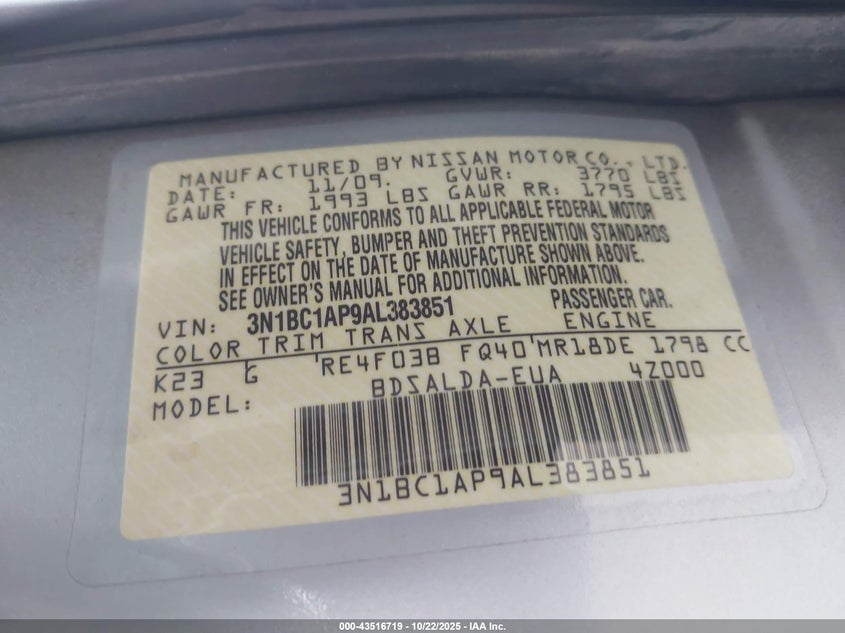 MANUFACTURED BY NISSAN MOTOR CO., LTD.
DATE: 11/09. GVWR: 3770 LBS
GAWR FR: 1993 LBS GAWR RR: 1795 LBS
THIS VEHICLE CONFORMS TO ALL APPLICABLE FEDERAL MOTOR
VEHICLE SAFETY, BUMPER AND THEFT PREVENTION STANDARDS
IN EFFECT ON THE DATE OF MANUFACTURE SHOWN ABOVE.
SEE OWNER'S MANUAL FOR ADDITIONAL INFORMATION.
VIN: 3N1BC1AP9AL383851 PASSENGER CAR.
COLOR TRIM TRANS AXLE ENGINE
K23 G RE4F03B FQ40 MR18DE 1798 CC
MODEL: BDSALDA-EUA 4Z000
3N1BC1AP9AL383851
000-43516719 - 10/22/2025 - IAA Inc.